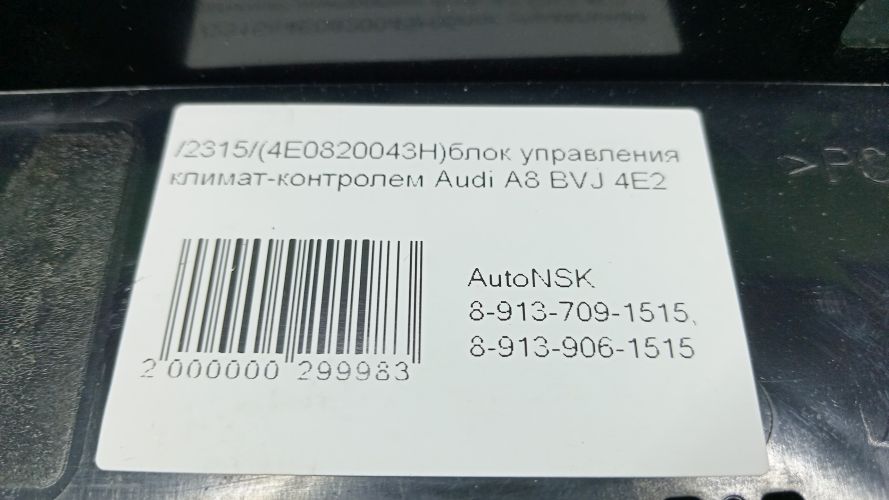 /2315/(4E0820043H)блок управления
климат-контролем Audi A8 BVJ 4E2
AutoNSK
8-913-709-1515,
8-913-906-1515
2 000000 299983
>PC